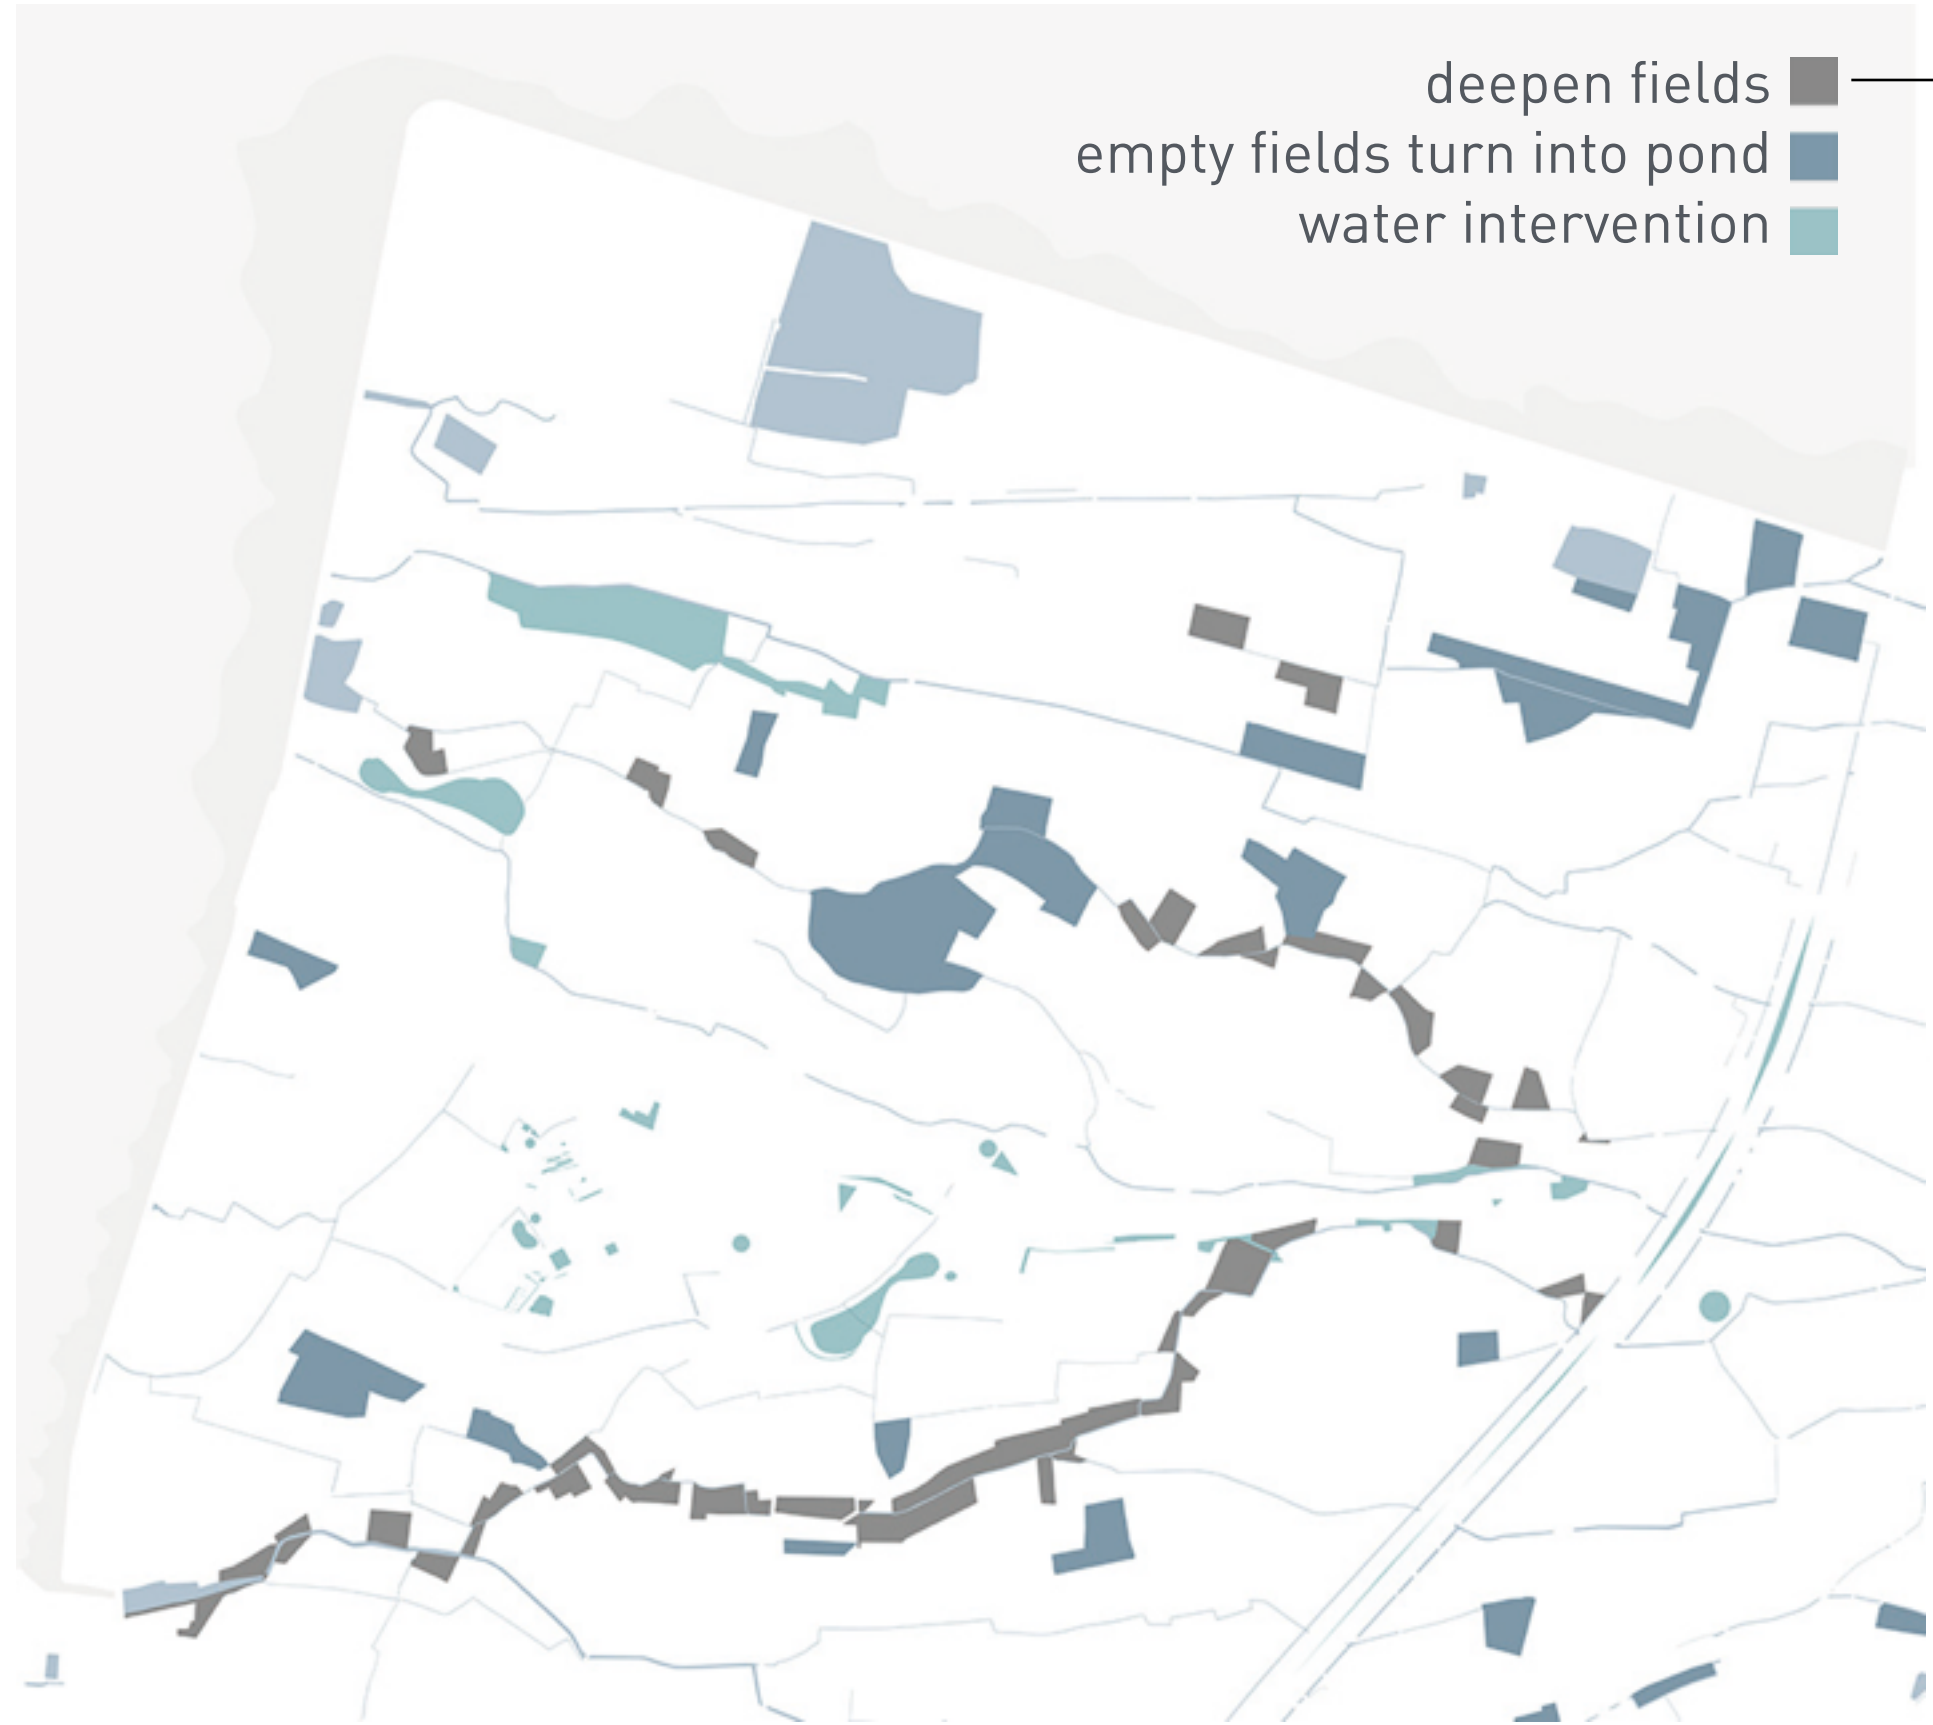 deepen fields
empty fields turn into pond
water intervention